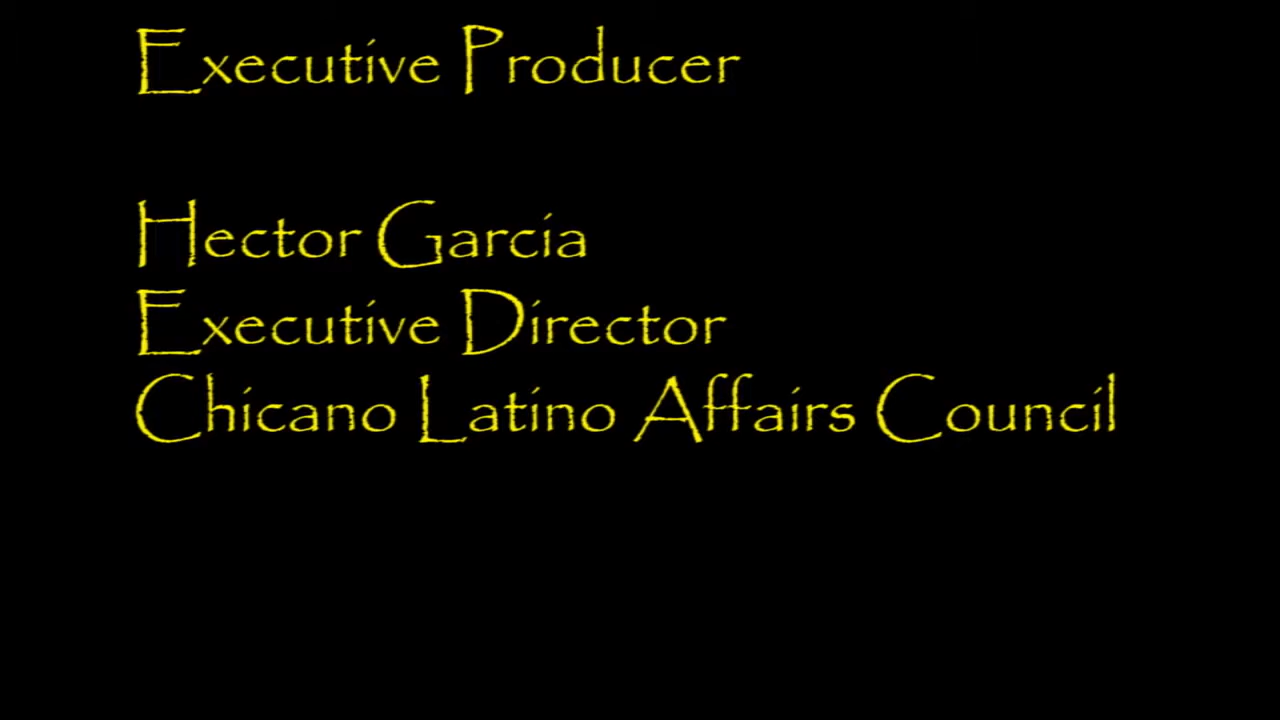 Executive Producer
Hector Garcia
Executive Director
Chicano Latino Affairs Council